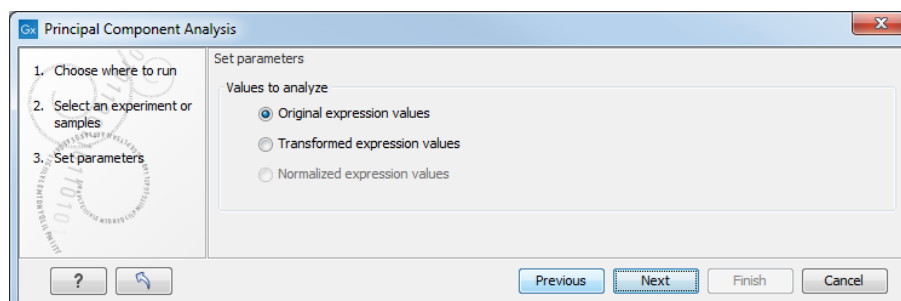 Gx Principal Component Analysis
1. Choose where to run
2. Select an experiment or
samples
3. Set parameters
Set parameters
Values to analyze
Original expression values
Transformed expression values
Normalized expression values
?
Previous
Next
Finish
Cancel